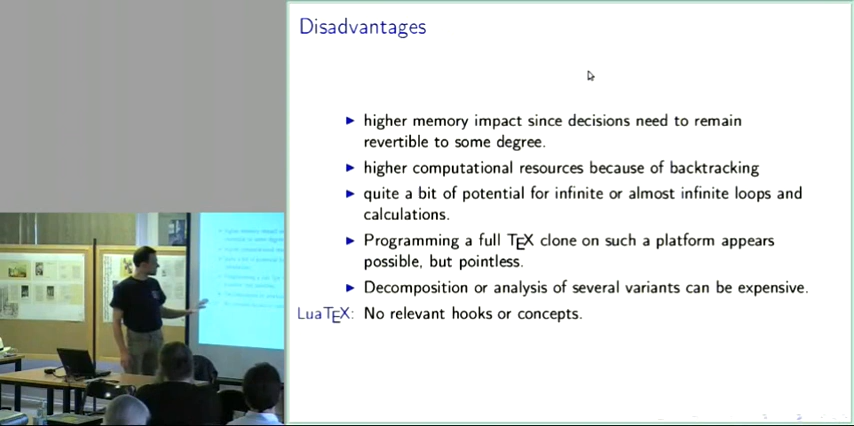 Disadvantages
▶ higher memory impact since decisions need to remain
revertible to some degree.
▶ higher computational resources because of backtracking
▶ quite a bit of potential for infinite or almost infinite loops and
calculations.
▶ Programming a full TEX clone on such a platform appears
possible, but pointless.
▶ Decomposition or analysis of several variants can be expensive.
LuaTEX: No relevant hooks or concepts.